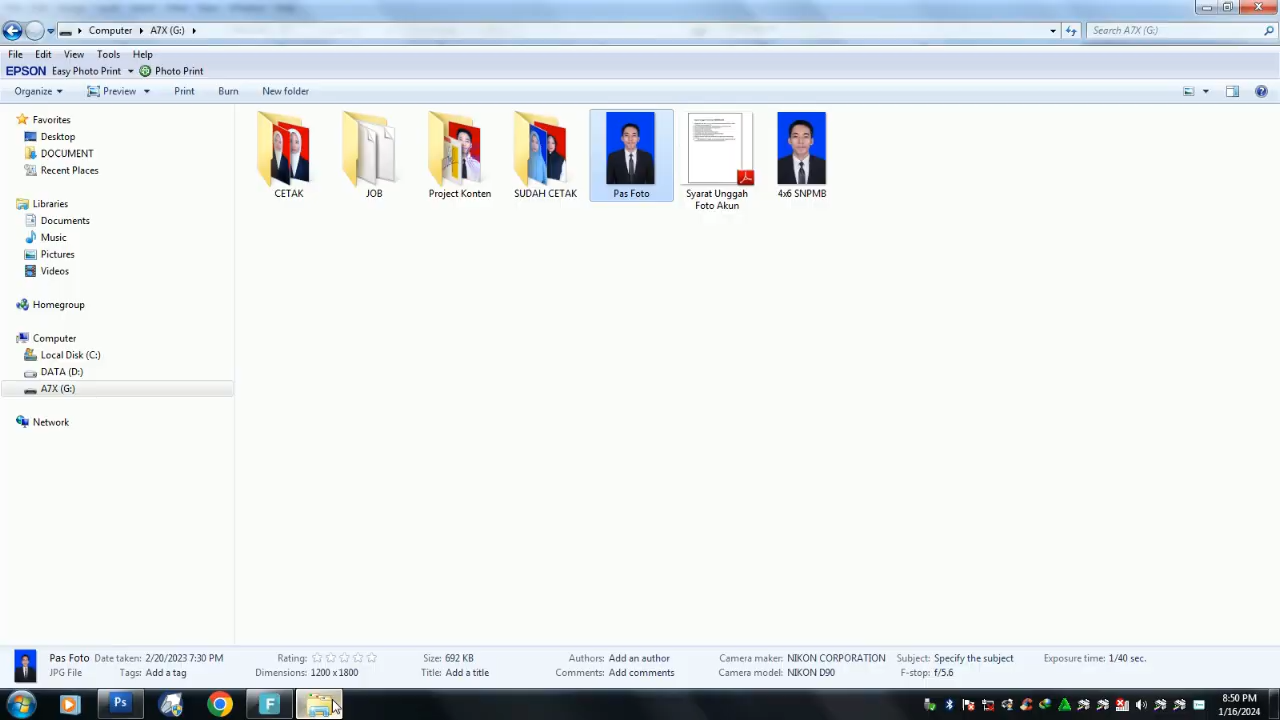 Computer
A7X (G:)
Search A7X (G:)
File
Edit
View
Tools
Help
EPSON
Easy Photo Print
Photo Print
Organize
Preview
Print
Burn
New folder
Favorites
Desktop
DOCUMENT
Recent Places
Libraries
Documents
Music
Pictures
Videos
Homegroup
Computer
Local Disk (C:)
DATA (D:)
A7X (G:)
Network
CETAK
JOB
Project Konten
SUDAH CETAK
Pas Foto
Syarat Unggah
Foto Akun
4x6 SNPMB
Pas Foto
Date taken: 2/20/2023 7:30 PM
Rating:
Size: 692 KB
Authors: Add an author
Camera maker: NIKON CORPORATION
Subject: Specify the subject
Exposure time: 1/40 sec.
JPG File
Tags: Add a tag
Dimensions: 1200 x 1800
Title: Add a title
Comments: Add comments
Camera model: NIKON D90
F-stop: f/5.6
Ps
F
8:50 PM
1/16/2024